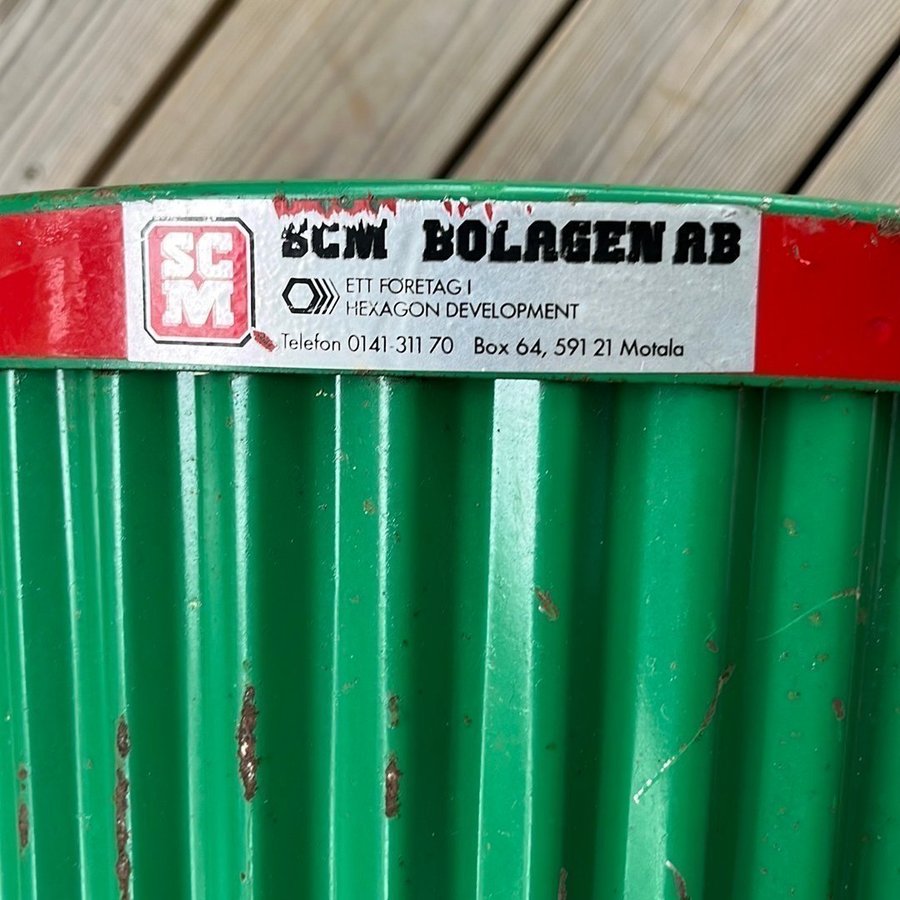 SC
M
SCM BOLAGEN AB
ETT FÖRETAG I
HEXAGON DEVELOPMENT
Telefon 0141-311 70 Box 64, 591 21 Motala